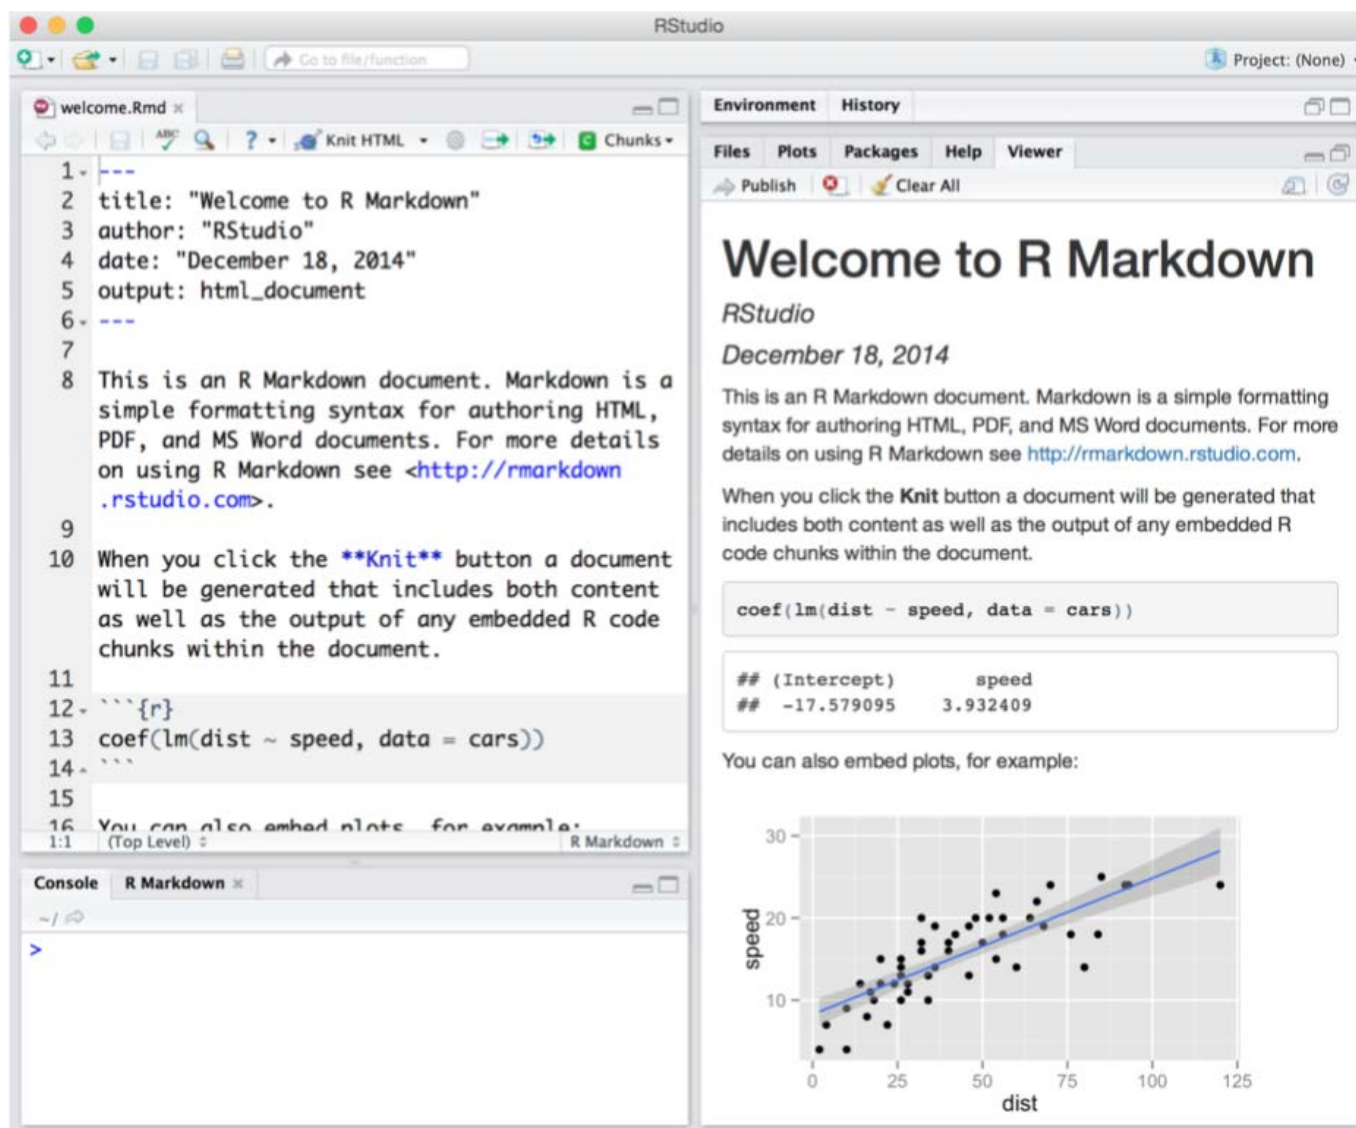 RStudio
Go to file/function
Project: (None)
welcome.Rmd
ABC
? Knit HTML C Chunks
1 ---
2 title: "Welcome to R Markdown"
3 author: "RStudio"
4 date: "December 18, 2014"
5 output: html_document
6 ---
7
8 This is an R Markdown document. Markdown is a
simple formatting syntax for authoring HTML,
PDF, and MS Word documents. For more details
on using R Markdown see <http://rmarkdown
.rstudio.com>.
9
10 When you click the **Knit** button a document
will be generated that includes both content
as well as the output of any embedded R code
chunks within the document.
11
12 ```{r}
13 coef(lm(dist ~ speed, data = cars))
14 ```
15
16 You can also embed plots, for example:
1:1 (Top Level) R Markdown
Console R Markdown
~/
>
Environment History
Files Plots Packages Help Viewer
Publish Clear All
Welcome to R Markdown
RStudio
December 18, 2014
This is an R Markdown document. Markdown is a simple formatting
syntax for authoring HTML, PDF, and MS Word documents. For more
details on using R Markdown see http://rmarkdown.rstudio.com.
When you click the Knit button a document will be generated that
includes both content as well as the output of any embedded R
code chunks within the document.
coef(lm(dist ~ speed, data = cars))
## (Intercept) speed
## -17.579095 3.932409
You can also embed plots, for example:
30
20
10
speed
0 25 50 75 100 125
dist